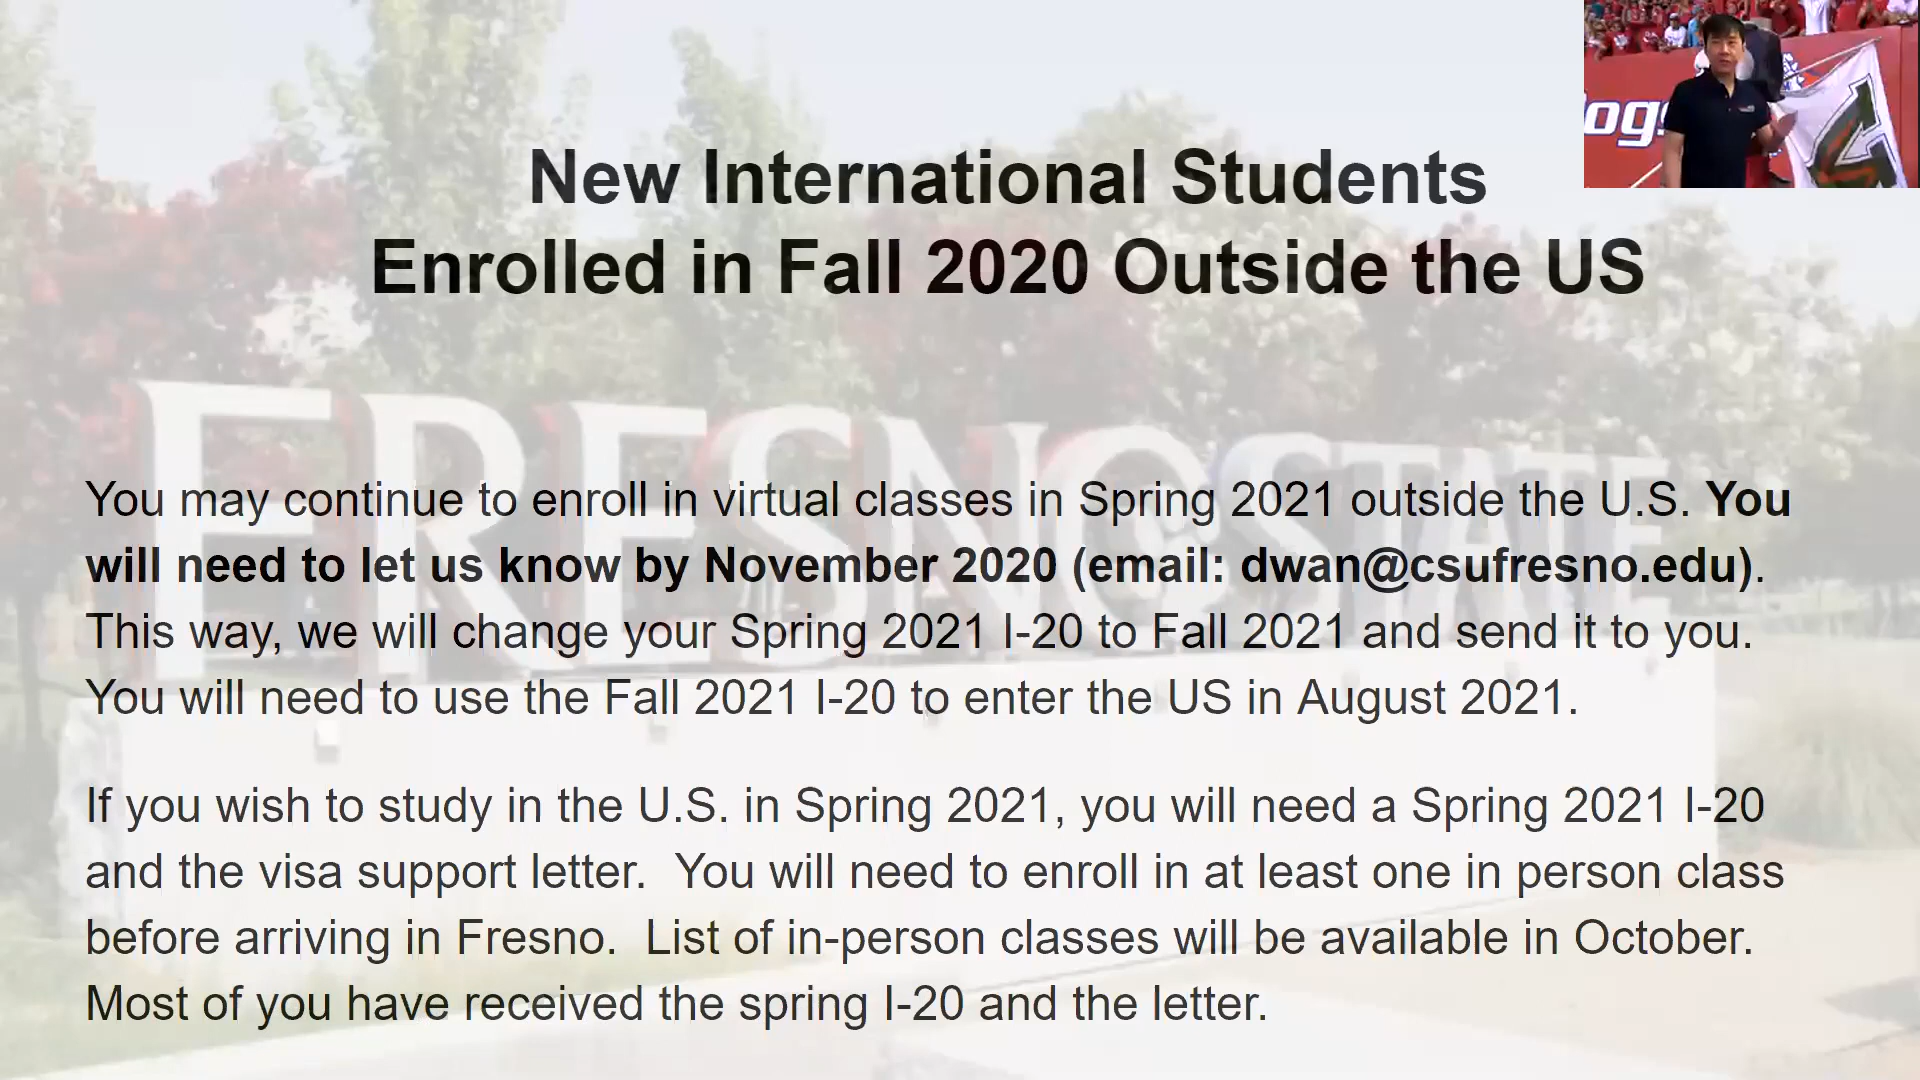 New International Students
Enrolled in Fall 2020 Outside the US
ogs
FRESNO STATE
You may continue to enroll in virtual classes in Spring 2021 outside the U.S. You
will need to let us know by November 2020 (email: dwan@csufresno.edu).
This way, we will change your Spring 2021 I-20 to Fall 2021 and send it to you.
You will need to use the Fall 2021 I-20 to enter the US in August 2021.
If you wish to study in the U.S. in Spring 2021, you will need a Spring 2021 I-20
and the visa support letter.  You will need to enroll in at least one in person class
before arriving in Fresno.  List of in-person classes will be available in October.
Most of you have received the spring I-20 and the letter.